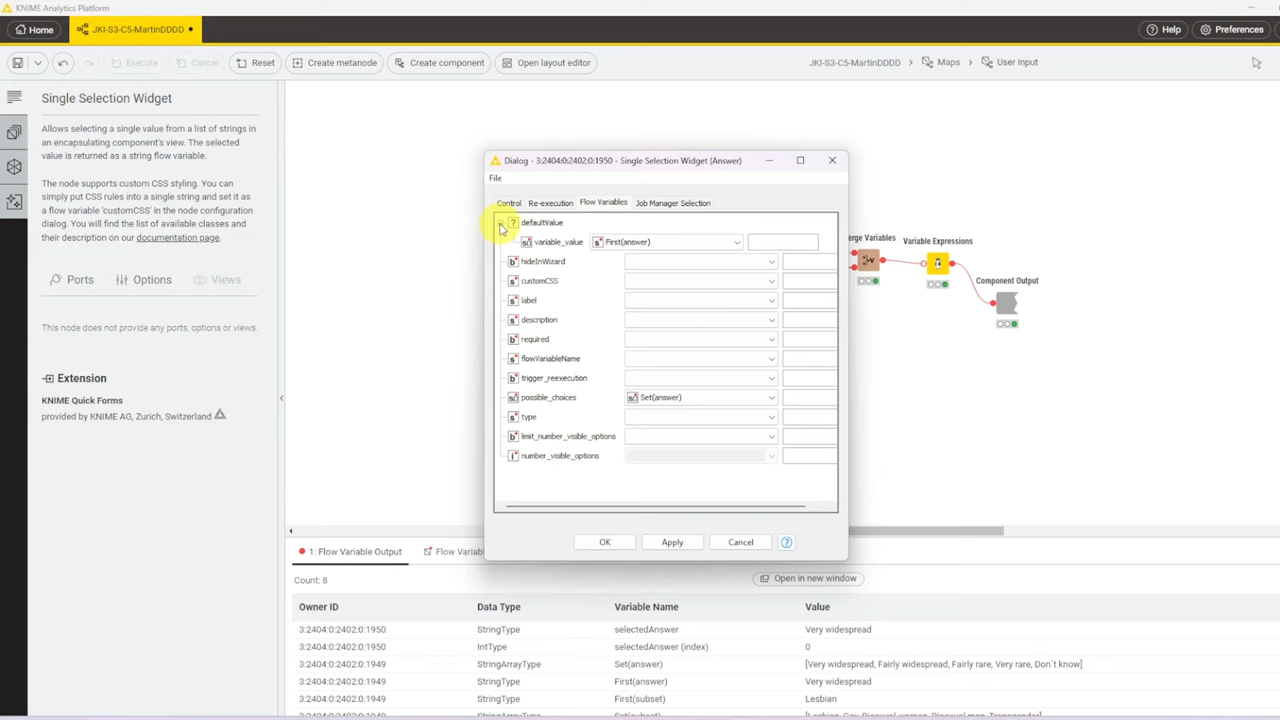 KNIME Analytics Platform
Home
JKI-S3-C5-MartinDDDD
Help
Preferences
Execute
Cancel
Reset
Create metanode
Create component
Open layout editor
JKI-S3-C5-MartinDDDD > Maps > User input
Single Selection Widget
Allows selecting a single value from a list of strings in
an encapsulating component's view. The selected
value is returned as a string flow variable.
The node supports custom CSS styling. You can
simply put CSS rules into a single string and set it as
a flow variable 'customCSS' in the node configuration
dialog. You will find the list of available classes and
their description on our documentation page.
Ports
Options
Views
This node does not provide any ports, options or views.
Extension
KNIME Quick Forms
provided by KNIME AG, Zurich, Switzerland
Dialog - 3:2404:0:2402:0:1950 - Single Selection Widget (Answer)
File
Control
Re-execution
Flow Variables
Job Manager Selection
defaultValue
variable_value
First(answer)
hideInWizard
customCSS
label
description
required
flowVariableName
trigger_reexecution
possible_choices
Set(answer)
type
limit_number_visible_options
number_visible_options
OK
Apply
Cancel
Variables
Variable Expressions
Component Output
1: Flow Variable Output
Flow
Count: 8
Open in new window
Owner ID Data Type Variable Name Value
3:2404:0:2402:0:1950 StringType selectedAnswer Very widespread
3:2404:0:2402:0:1950 IntType selectedAnswer (index) 0
3:2404:0:2402:0:1949 StringArrayType Set(answer) [Very widespread, Fairly widespread, Fairly rare, Very rare, Don`t know]
3:2404:0:2402:0:1949 StringType First(answer) Very widespread
3:2404:0:2402:0:1949 StringType First(subset) Lesbian